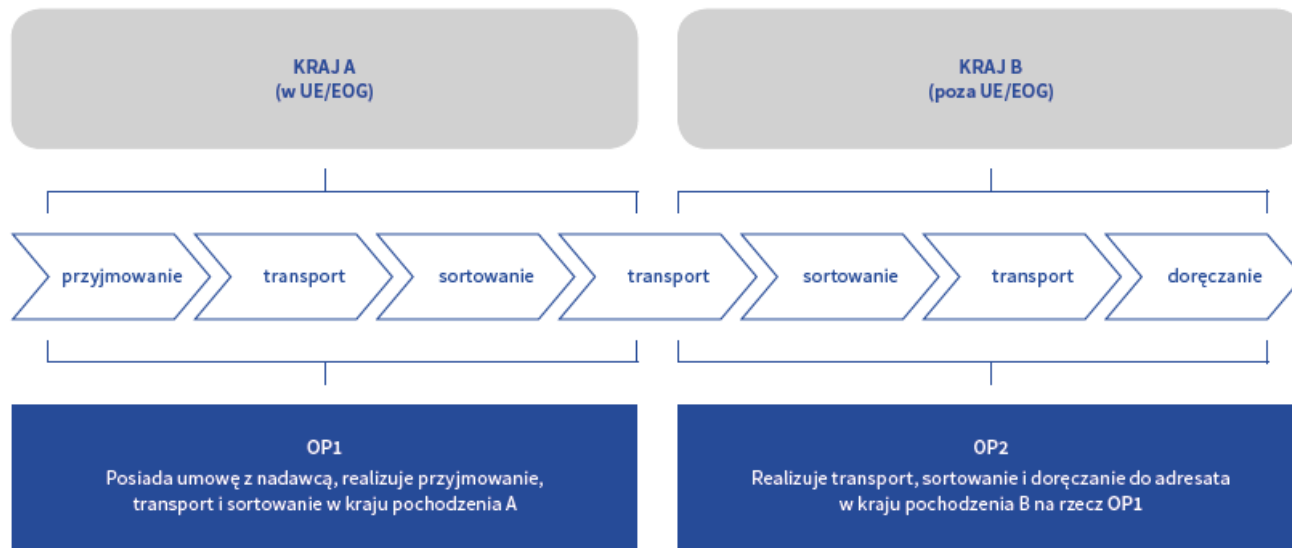 KRAJ A
(w UE/EOG)
KRAJ B
(poza UE/EOG)
przyjmowanie
transport
sortowanie
transport
sortowanie
transport
doręczanie
OP1
Posiada umowę z nadawcą, realizuje przyjmowanie,
transport i sortowanie w kraju pochodzenia A
OP2
Realizuje transport, sortowanie i doręczanie do adresata
w kraju pochodzenia B na rzecz OP1